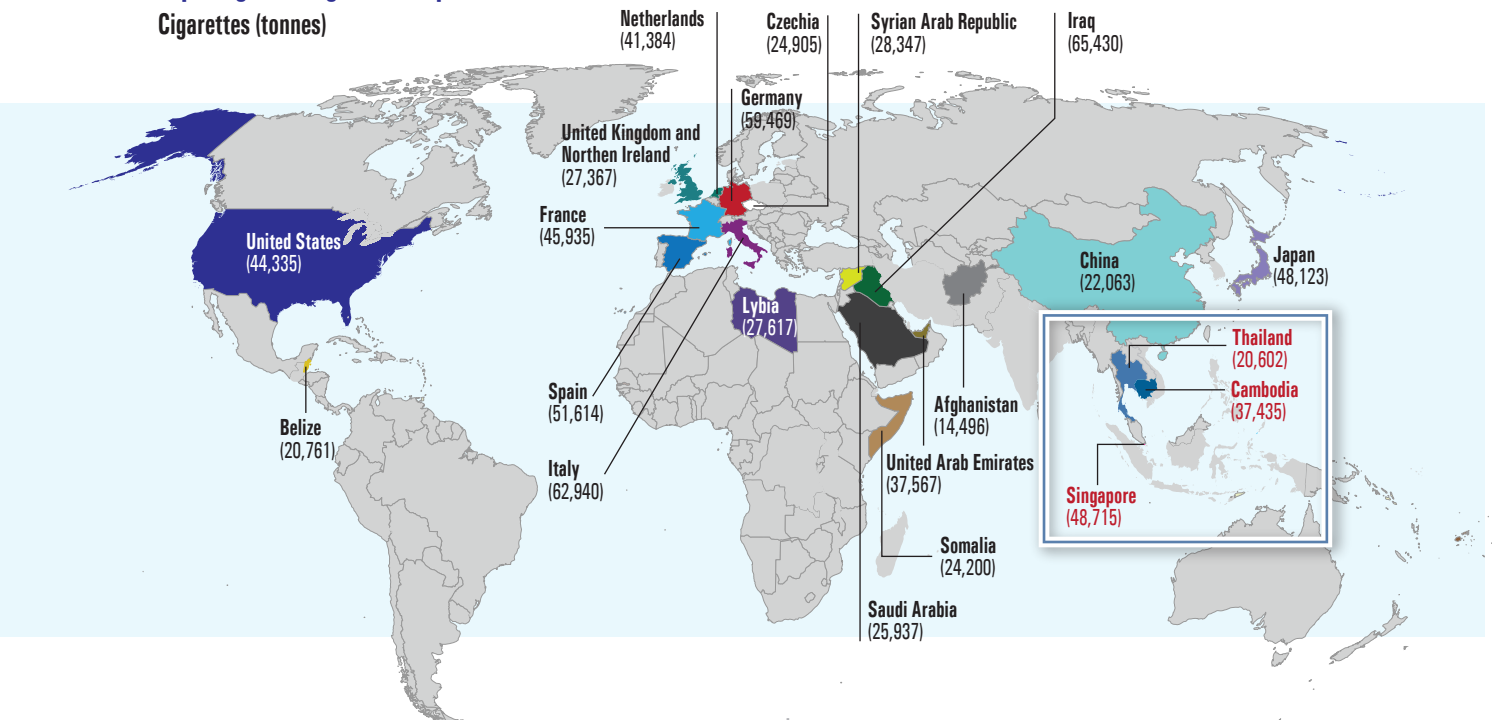 Cigarettes (tonnes)
Netherlands
(41,384)
Czechia
(24,905)
Syrian Arab Republic
(28,347)
Iraq
(65,430)
Germany
(59,469)
United Kingdom and
Northen Ireland
(27,367)
France
(45,935)
United States
(44,335)
China
(22,063)
Japan
(48,123)
Lybia
(27,617)
Thailand
(20,602)
Cambodia
(37,435)
Singapore
(48,715)
Spain
(51,614)
Afghanistan
(14,496)
Belize
(20,761)
Italy
(62,940)
United Arab Emirates
(37,567)
Somalia
(24,200)
Saudi Arabia
(25,937)